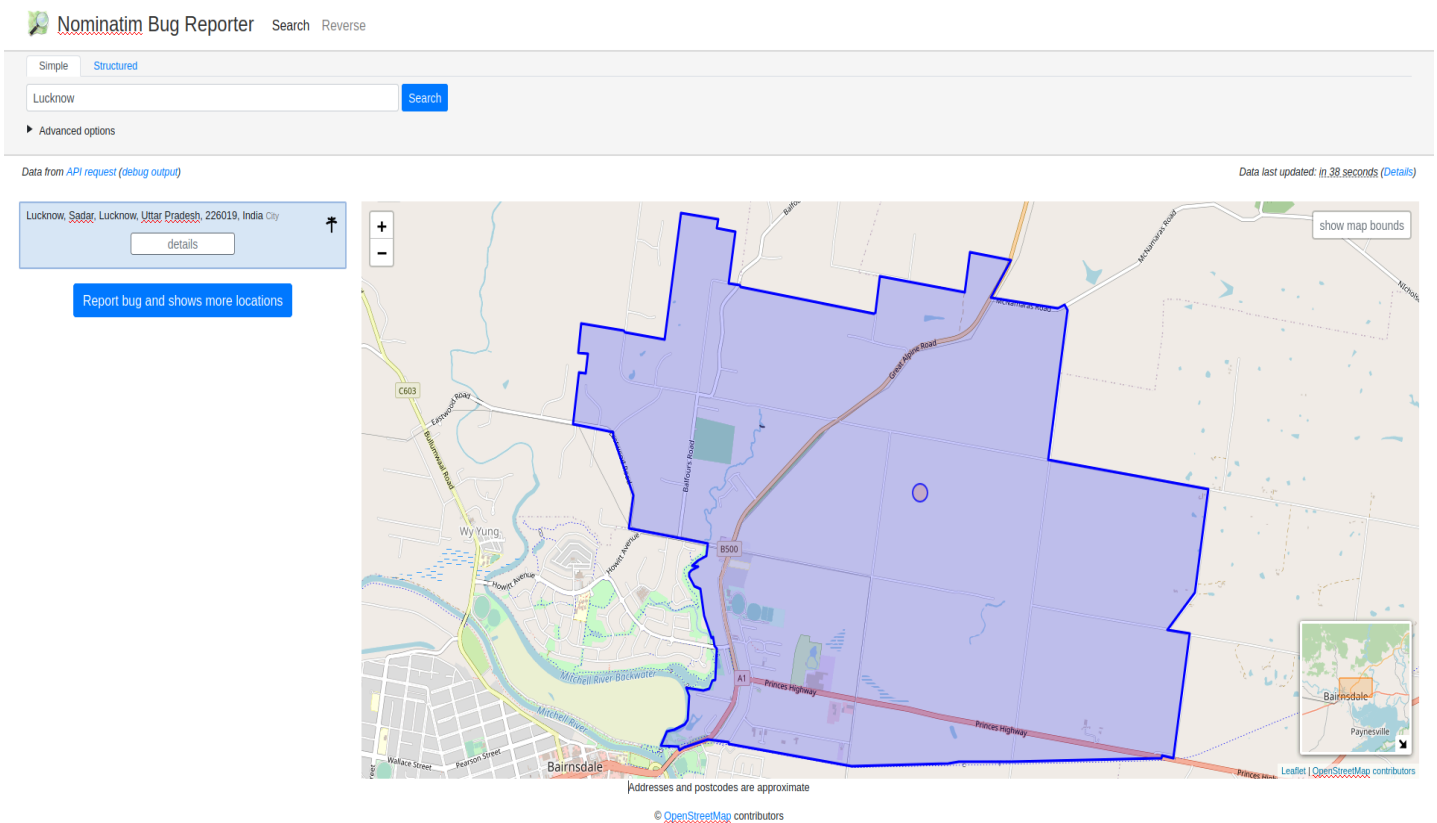 Nominatim Bug Reporter Search Reverse
Simple Structured
Lucknow Search
Advanced options
Data from API request (debug output)
Data last updated: in 38 seconds (Details)
Lucknow, Sadar, Lucknow, Uttar Pradesh, 226019, India City
details
Report bug and shows more locations
+
−
show map bounds
McNamaras Road
McNamaras Road
Great Alpine Road
C603
Eastwood Road
Bullumwaal Road
Balfours Road
Wy Yung
B500
Howitt Avenue
Howitt Avenue
Mitchell River Backwater
A1
Princes Highway
Mitchell River
Princes Highway
Wallace Street
Pearson Street
Bairnsdale
Bairnsdale
Paynesville
Leaflet | OpenStreetMap contributors
Addresses and postcodes are approximate
© OpenStreetMap contributors